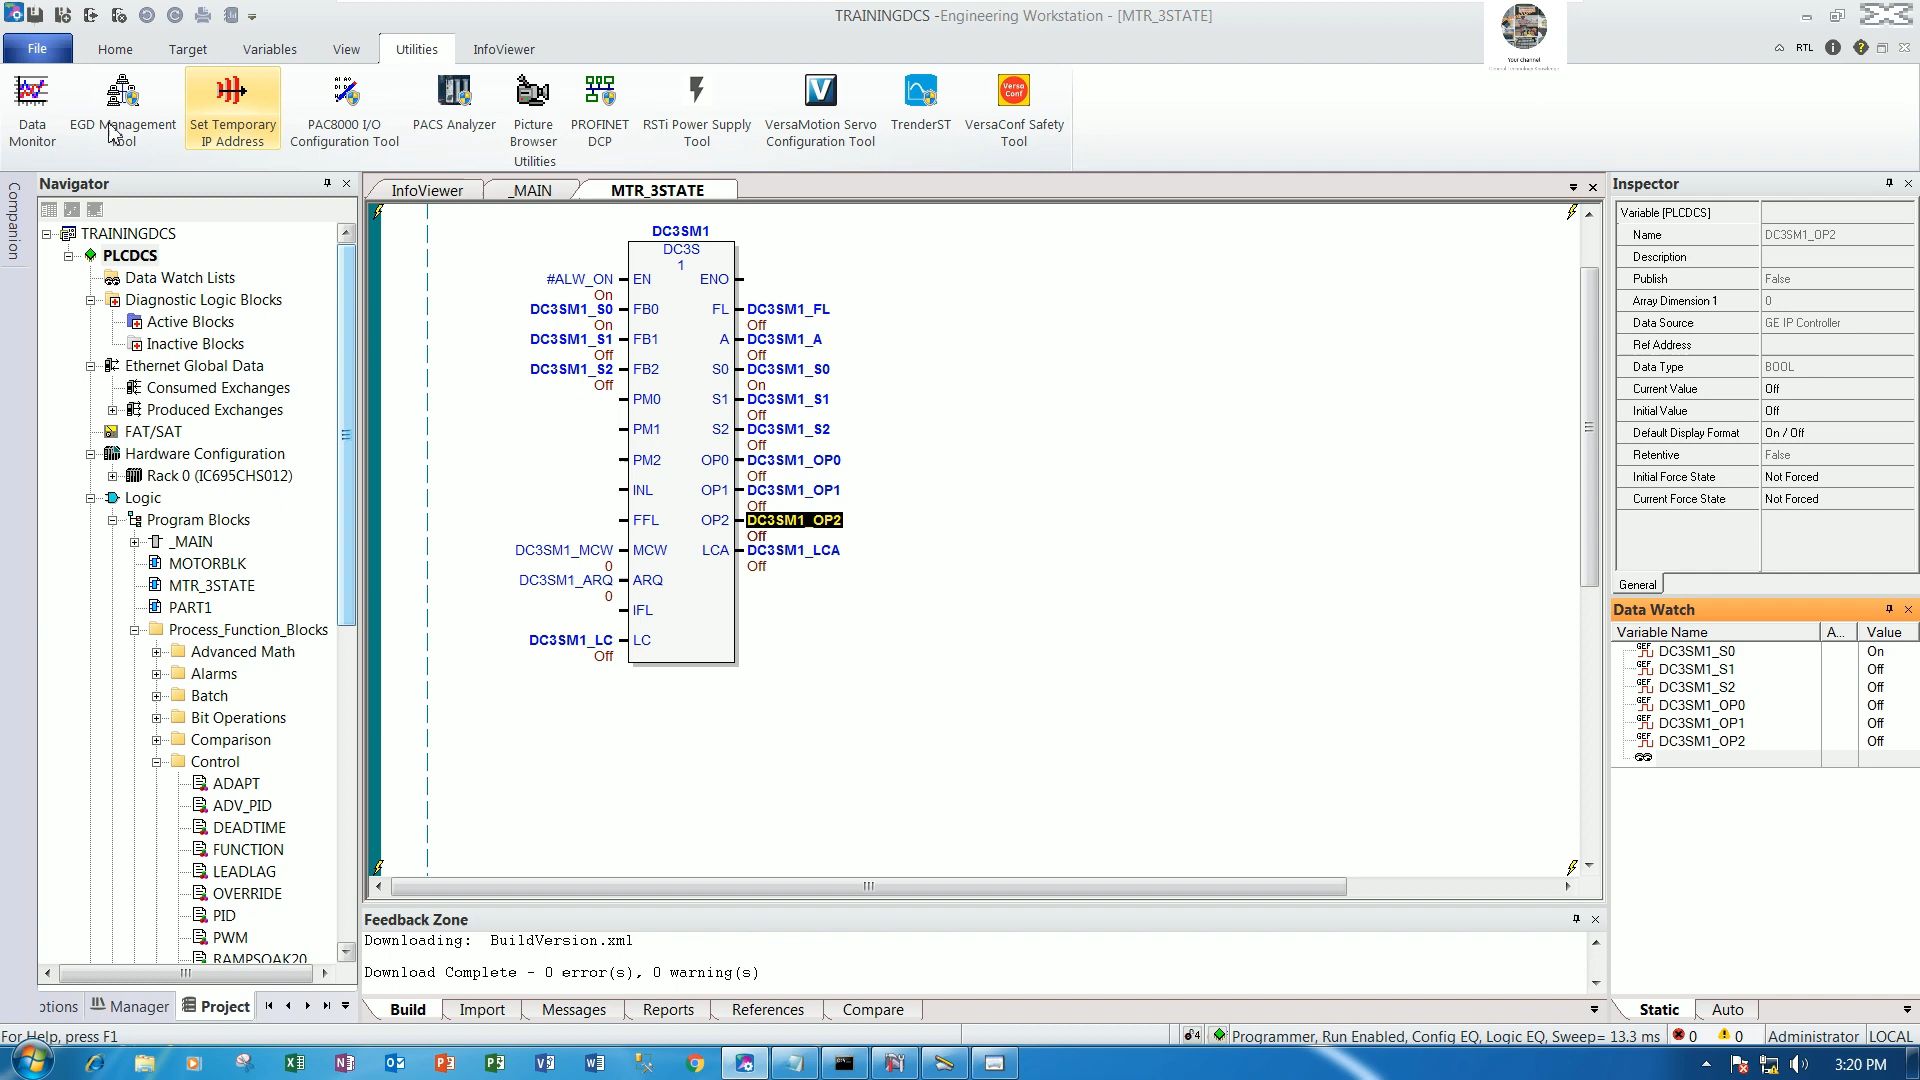 TRAININGDCS -Engineering Workstation - [MTR_3STATE]
Your channel
File
Home
Target
Variables
View
Utilities
InfoViewer
RTL
Data
Monitor
EGD Management
Tool
Set Temporary
IP Address
PAC8000 I/O
Configuration Tool
PACS Analyzer
Picture
Browser
PROFINET
DCP
RSTi Power Supply
Tool
VersaMotion Servo
Configuration Tool
TrenderST
Versa
Conf
VersaConf Safety
Tool
Utilities
Companion
Navigator
TRAININGDCS
PLCDCS
Data Watch Lists
Diagnostic Logic Blocks
Active Blocks
Inactive Blocks
Ethernet Global Data
Consumed Exchanges
Produced Exchanges
FAT/SAT
Hardware Configuration
Rack 0 (IC695CHS012)
Logic
Program Blocks
_MAIN
MOTORBLK
MTR_3STATE
PART1
Process_Function_Blocks
Advanced Math
Alarms
Batch
Bit Operations
Comparison
Control
ADAPT
ADV_PID
DEADTIME
FUNCTION
LEADLAG
OVERRIDE
PID
PWM
RAMPSOAK20
otions
Manager
Project
InfoViewer
_MAIN
MTR_3STATE
DC3SM1
DC3S
1
#ALW_ON EN ENO
On
DC3SM1_S0 FB0 FL DC3SM1_FL
On Off
DC3SM1_S1 FB1 A DC3SM1_A
Off Off
DC3SM1_S2 FB2 S0 DC3SM1_S0
Off On
PM0 S1 DC3SM1_S1
Off
PM1 S2 DC3SM1_S2
Off
PM2 OP0 DC3SM1_OP0
Off
INL OP1 DC3SM1_OP1
Off
FFL OP2 DC3SM1_OP2
Off
DC3SM1_MCW MCW LCA DC3SM1_LCA
0 Off
DC3SM1_ARQ ARQ
0
IFL
DC3SM1_LC LC
Off
Feedback Zone
Downloading: BuildVersion.xml
Download Complete - 0 error(s), 0 warning(s)
Build
Import
Messages
Reports
References
Compare
Inspector
Variable [PLCDCS]
Name DC3SM1_OP2
Description
Publish False
Array Dimension 1 0
Data Source GE IP Controller
Ref Address
Data Type BOOL
Current Value Off
Initial Value Off
Default Display Format On / Off
Retentive False
Initial Force State Not Forced
Current Force State Not Forced
General
Data Watch
Variable Name A... Value
DC3SM1_S0 On
DC3SM1_S1 Off
DC3SM1_S2 Off
DC3SM1_OP0 Off
DC3SM1_OP1 Off
DC3SM1_OP2 Off
Static
Auto
For Help, press F1
Programmer, Run Enabled, Config EQ, Logic EQ, Sweep= 13.3 ms
0
0
Administrator
LOCAL
3:20 PM